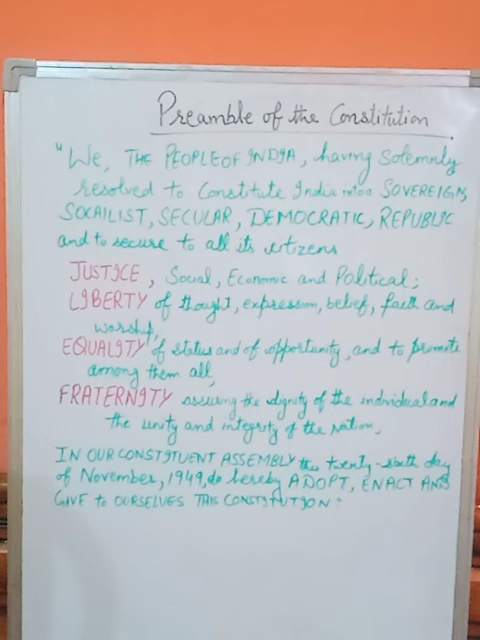 Preamble of the Constitution
"We, THE PEOPLE OF INDIA, having solemnly
resolved to constitute India into a SOVEREIGN,
SOCAILIST, SECULAR, DEMOCRATIC, REPUBLIC
and to secure to all its citizens
JUSTICE, Social, Economic and Political;
LIBERTY of thought, expression, belief, faith and
worship,
EQUALITY of status and of opportunity, and to promote
among them all,
FRATERNITY assuring the dignity of the individual and
the unity and integrity of the Nation,
IN OUR CONSTITUENT ASSEMBLY the twenty-sixth day
of November, 1949, do hereby ADOPT, ENACT AND
GIVE to OURSELVES THIS CONSTITUTION."